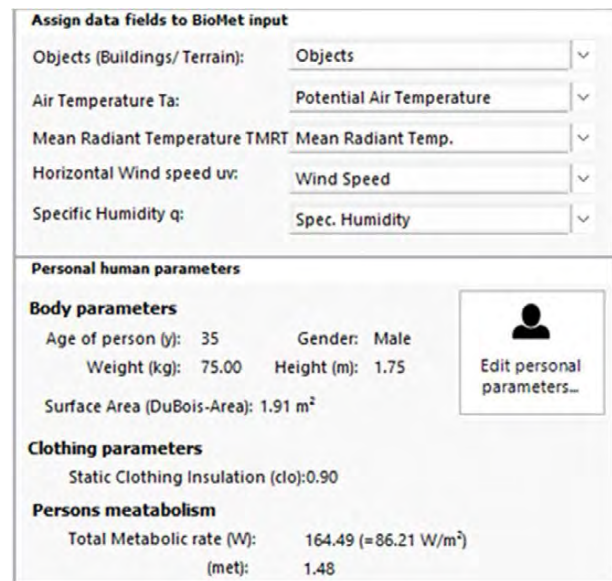 Assign data fields to BioMet input
Objects (Buildings/ Terrain): Objects
Air Temperature Ta: Potential Air Temperature
Mean Radiant Temperature TMRT Mean Radiant Temp.
Horizontal Wind speed uv: Wind Speed
Specific Humidity q: Spec. Humidity
Personal human parameters
Body parameters
Age of person (y): 35 Gender: Male
Weight (kg): 75.00 Height (m): 1.75
Surface Area (DuBois-Area): 1.91 m²
Edit personal
parameters...
Clothing parameters
Static Clothing Insulation (clo):0.90
Persons meatabolism
Total Metabolic rate (W): 164.49 (=86.21 W/m²)
(met): 1.48